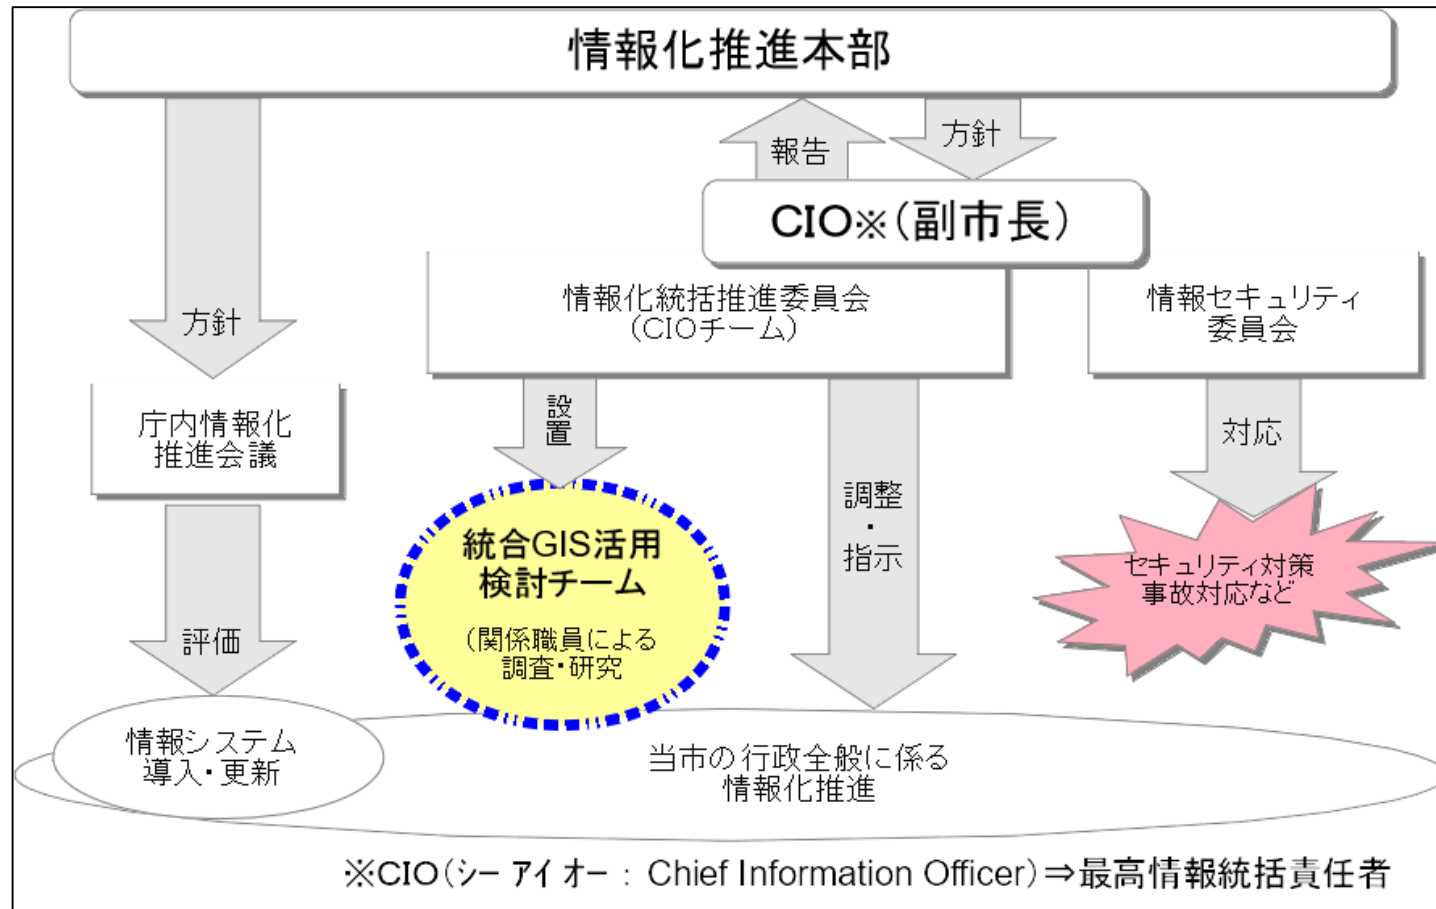 情報化推進本部
報告
方針
CIO※(副市長)
方針
情報化統括推進委員会
(CIOチーム)
情報セキュリティ
委員会
庁内情報化
推進会議
設置
調整・指示
対応
統合GIS活用
検討チーム
(関係職員による
調査・研究
セキュリティ対策
事故対応など
評価
情報システム
導入・更新
当市の行政全般に係る
情報化推進
※CIO(シーアイオー：Chief Information Officer)⇒最高情報統括責任者